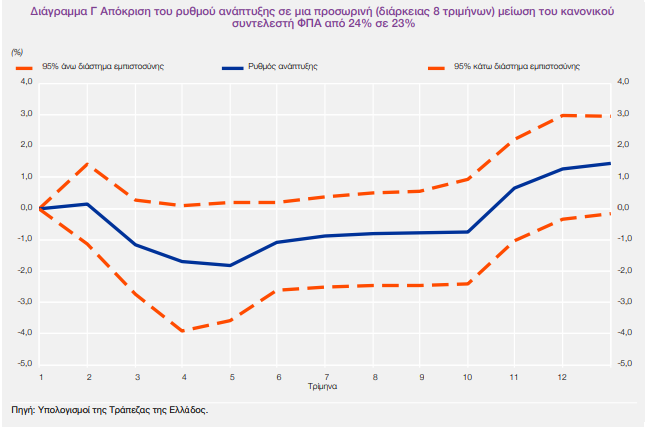 Διάγραμμα Γ Απόκριση του ρυθμού ανάπτυξης σε μια προσωρινή (διάρκειας 8 τριμήνων) μείωση του κανονικού
συντελεστή ΦΠΑ από 24% σε 23%
(%)
95% άνω διάστημα εμπιστοσύνης Ρυθμός ανάπτυξης 95% κάτω διάστημα εμπιστοσύνης
4,0 4,0
3,0 3,0
2,0 2,0
1,0 1,0
0,0 0,0
-1,0 -1,0
-2,0 -2,0
-3,0 -3,0
-4,0 -4,0
-5,0 -5,0
1 2 3 4 5 6 7 8 9 10 11 12
Τρίμηνα
Πηγή: Υπολογισμοί της Τράπεζας της Ελλάδος.